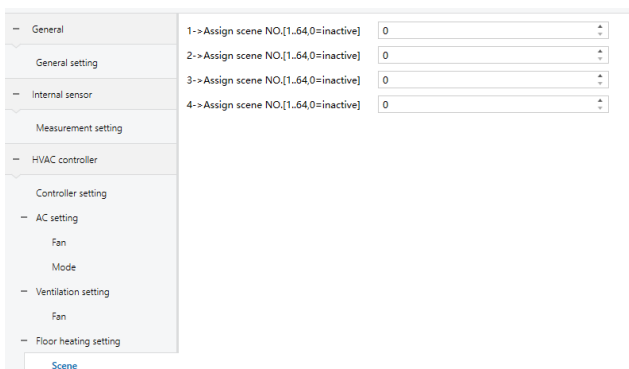 General
General setting
Internal sensor
Measurement setting
HVAC controller
Controller setting
AC setting
Fan
Mode
Ventilation setting
Fan
Floor heating setting
Scene
1->Assign scene NO.[1..64,0=inactive] 0
2->Assign scene NO.[1..64,0=inactive] 0
3->Assign scene NO.[1..64,0=inactive] 0
4->Assign scene NO.[1..64,0=inactive] 0